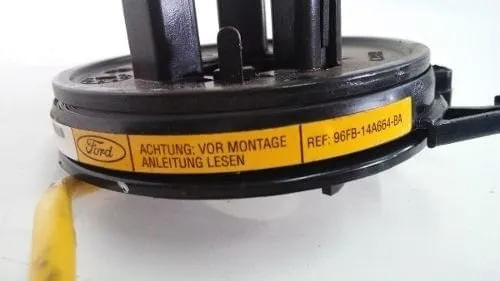 Ford
ACHTUNG: VOR MONTAGE
ANLEITUNG LESEN
REF: 96FB-14A664-BA